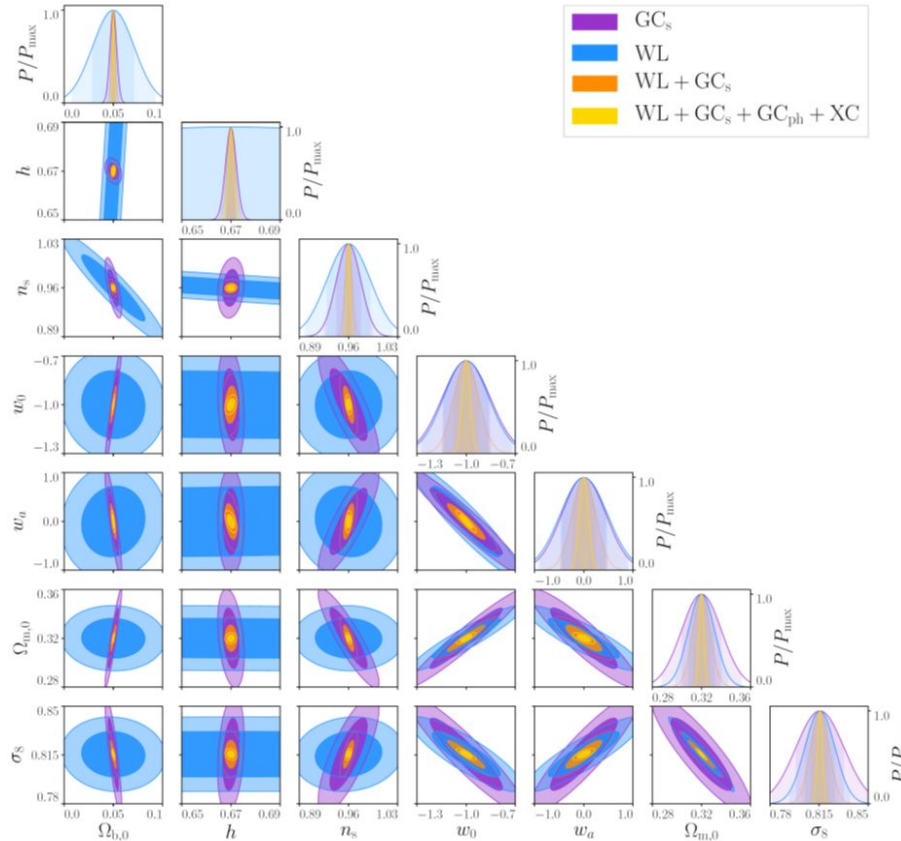 GCs
WL
WL + GCs
WL + GCph + GCs + XC
P/Pmax
1.0
0.0
0.0 0.05 0.1
h
0.69
0.67
0.65
1.0
0.0
P/Pmax
0.65 0.67 0.69
ns
1.03
0.96
0.89
1.0
0.0
P/Pmax
0.89 0.96 1.03
w0
−0.7
−1.0
−1.3
1.0
0.0
P/Pmax
−1.3 −1.0 −0.7
wa
1.0
0.0
−1.0
1.0
0.0
P/Pmax
−1.0 0.0 1.0
Ωm,0
0.36
0.32
0.28
1.0
0.0
P/Pmax
0.28 0.32 0.36
σ8
0.85
0.815
0.78
1.0
0.0
P/P
0.0 0.05 0.1 0.65 0.67 0.69 0.89 0.96 1.03 −1.3 −1.0 −0.7 −1.0 0.0 1.0 0.28 0.32 0.36 0.78 0.815 0.85
Ωb,0 h ns w0 wa Ωm,0 σ8